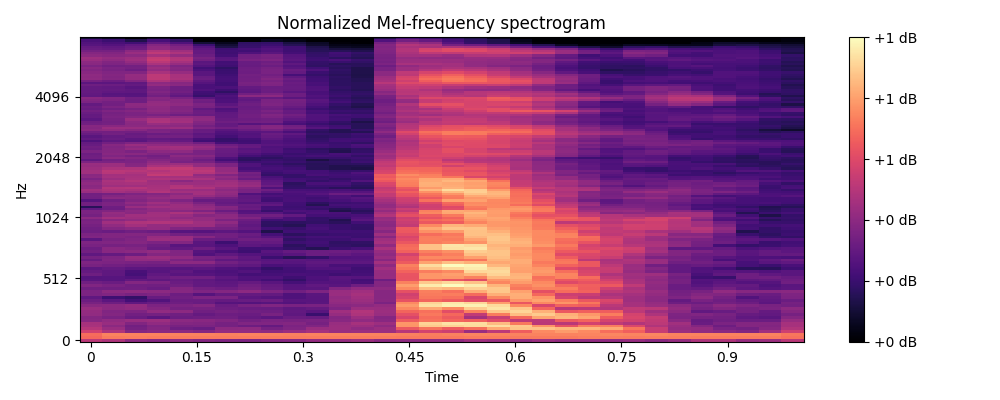 Normalized Mel-frequency spectrogram
Hz
4096
2048
1024
512
0
0 0.15 0.3 0.45 0.6 0.75 0.9
Time
+1 dB
+1 dB
+1 dB
+0 dB
+0 dB
+0 dB